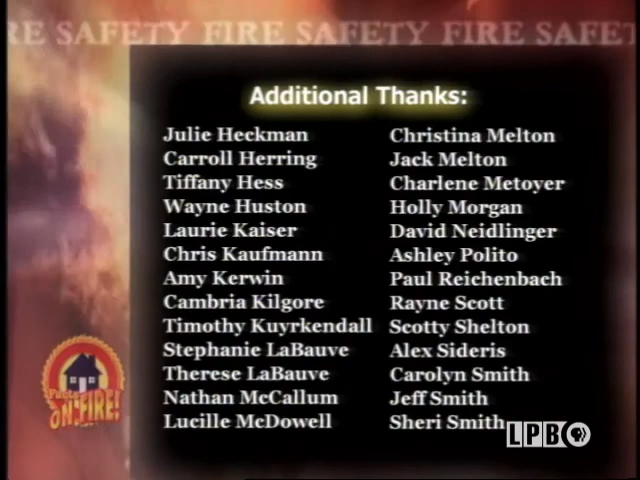 RE SAFETY FIRE SAFETY FIRE SAFET
Additional Thanks:
Julie Heckman
Carroll Herring
Tiffany Hess
Wayne Huston
Laurie Kaiser
Chris Kaufmann
Amy Kerwin
Cambria Kilgore
Timothy Kuyrkendall
Stephanie LaBauve
Therese LaBauve
Nathan McCallum
Lucille McDowell
Christina Melton
Jack Melton
Charlene Metoyer
Holly Morgan
David Neidlinger
Ashley Polito
Paul Reichenbach
Rayne Scott
Scotty Shelton
Alex Sideris
Carolyn Smith
Jeff Smith
Sheri Smith
Facts
ON FIRE!
LPB